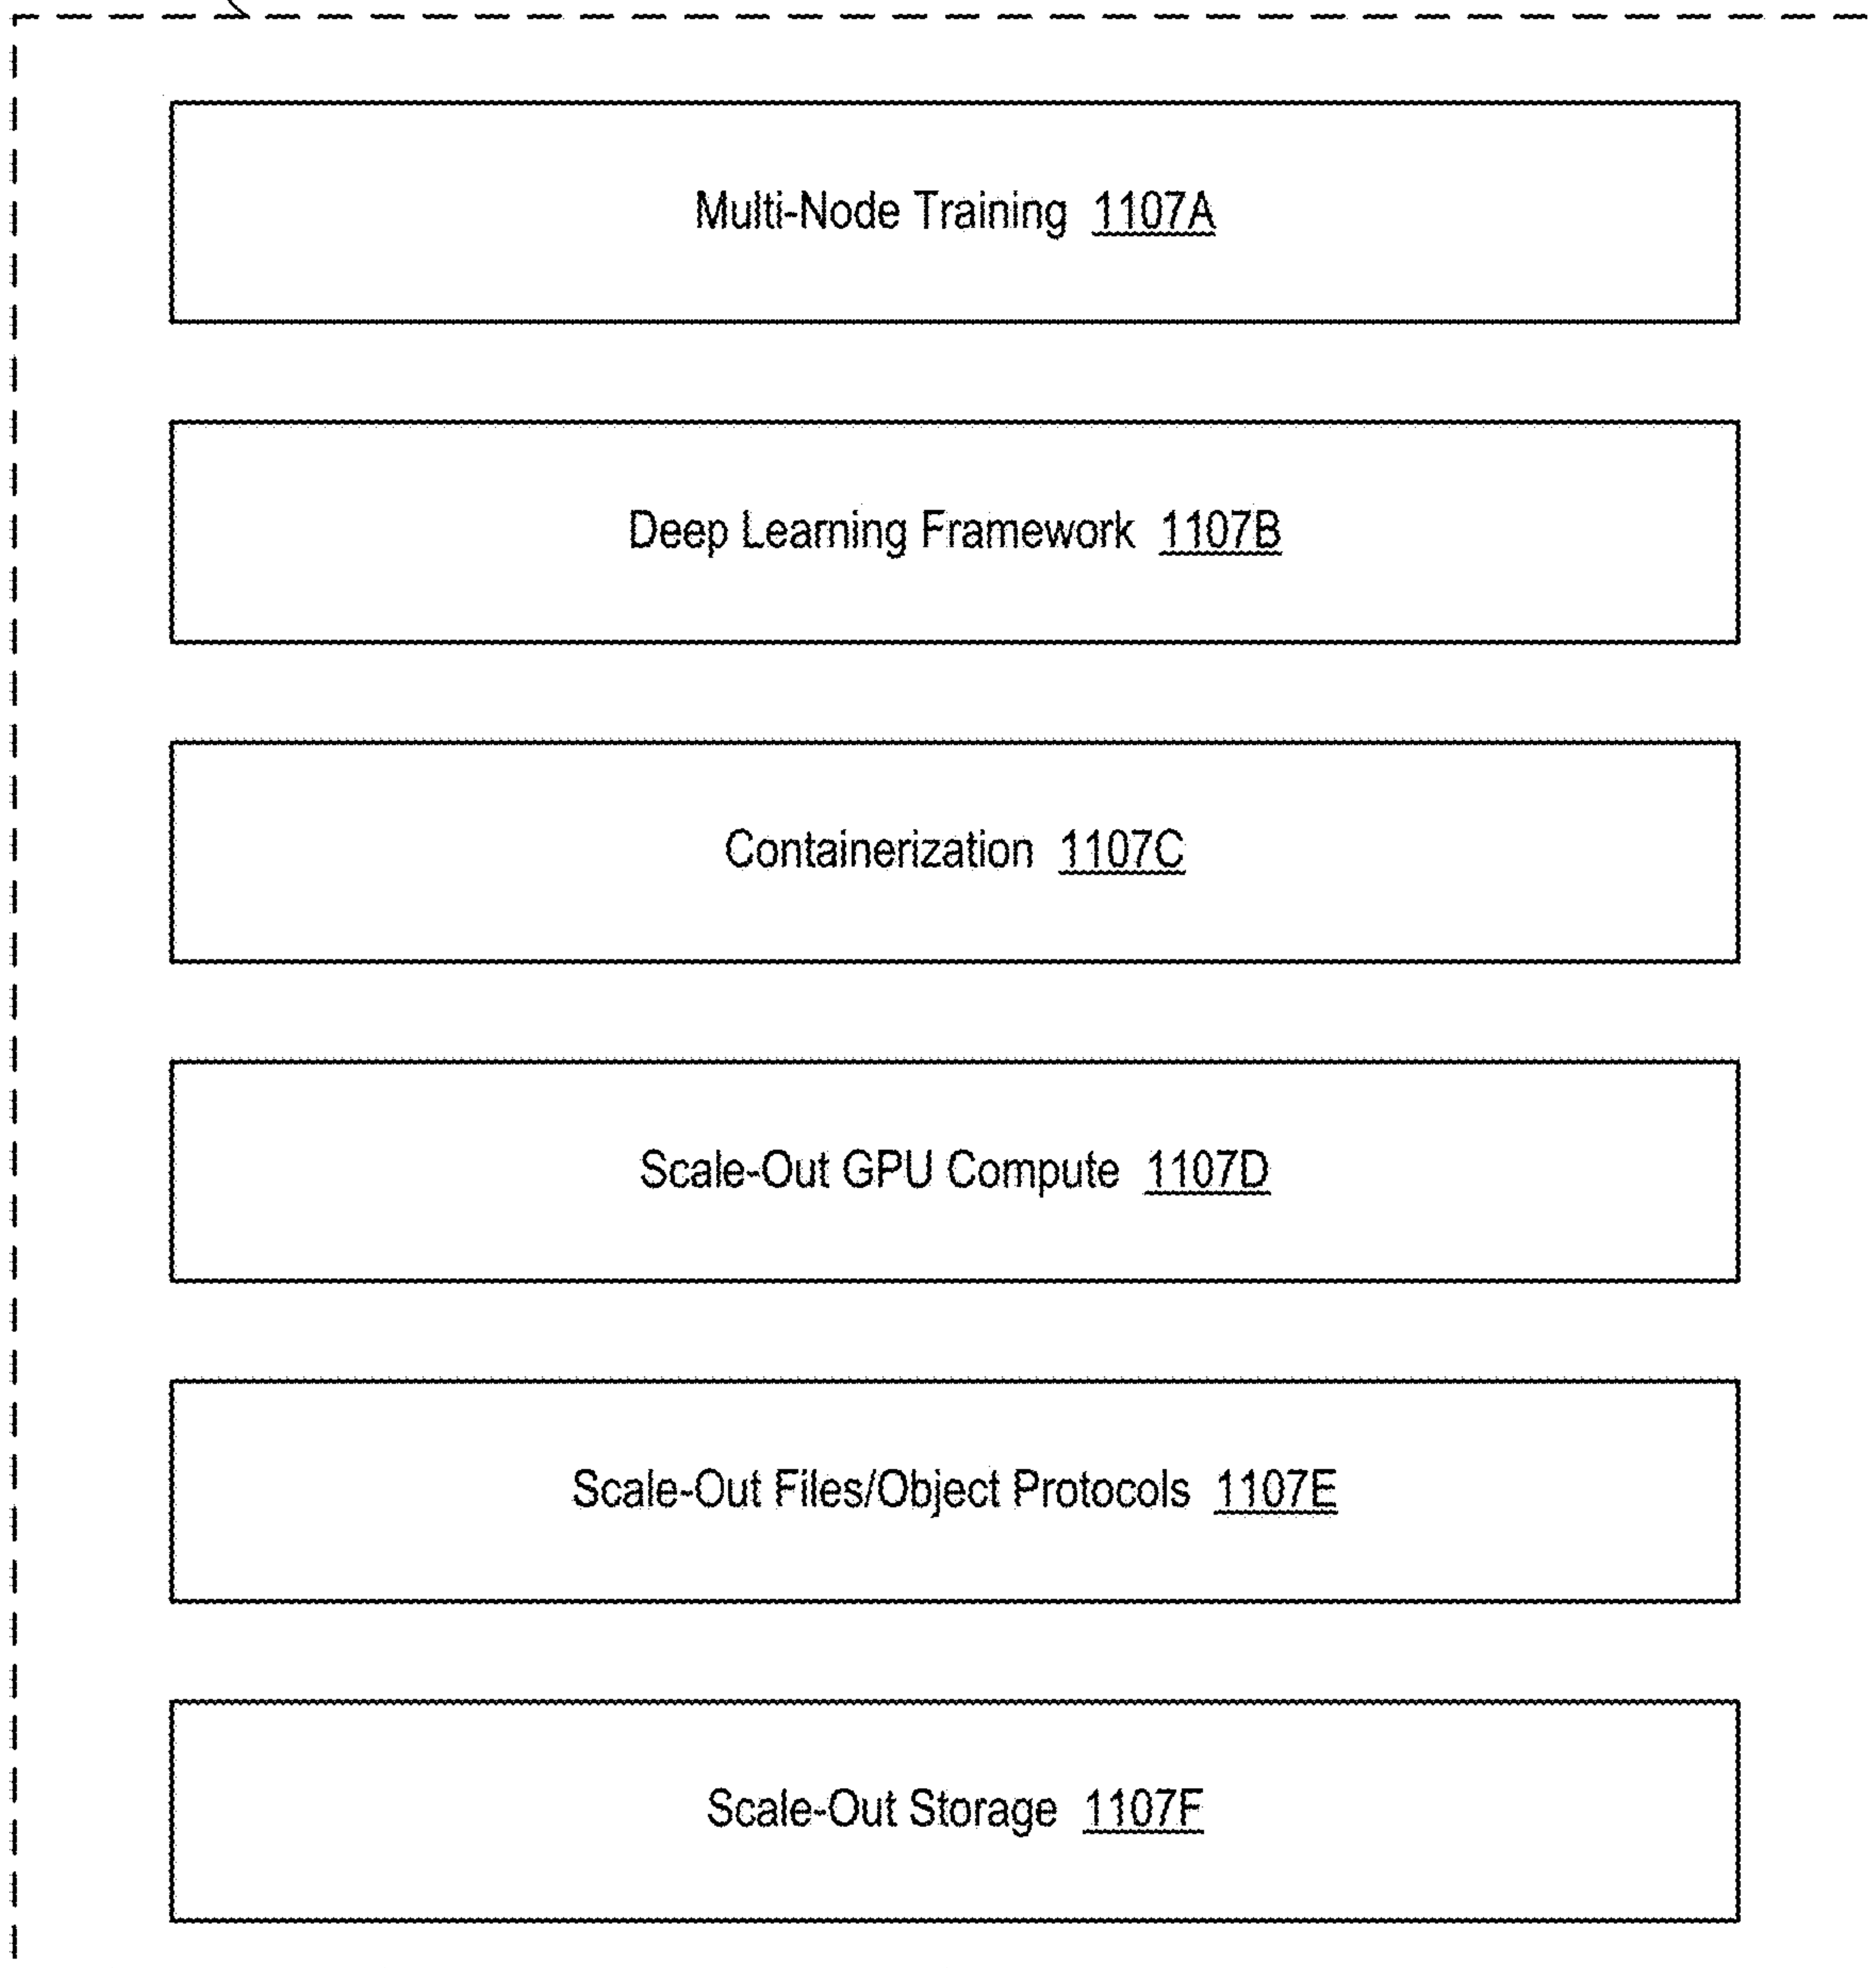 Multi-Node Training 1107A
Deep Learning Framework 1107B
Containerization 1107C
Scale-Out GPU Compute 1107D
Scale-Out Files/Object Protocols 1107E
Scale-Out Storage 1107F